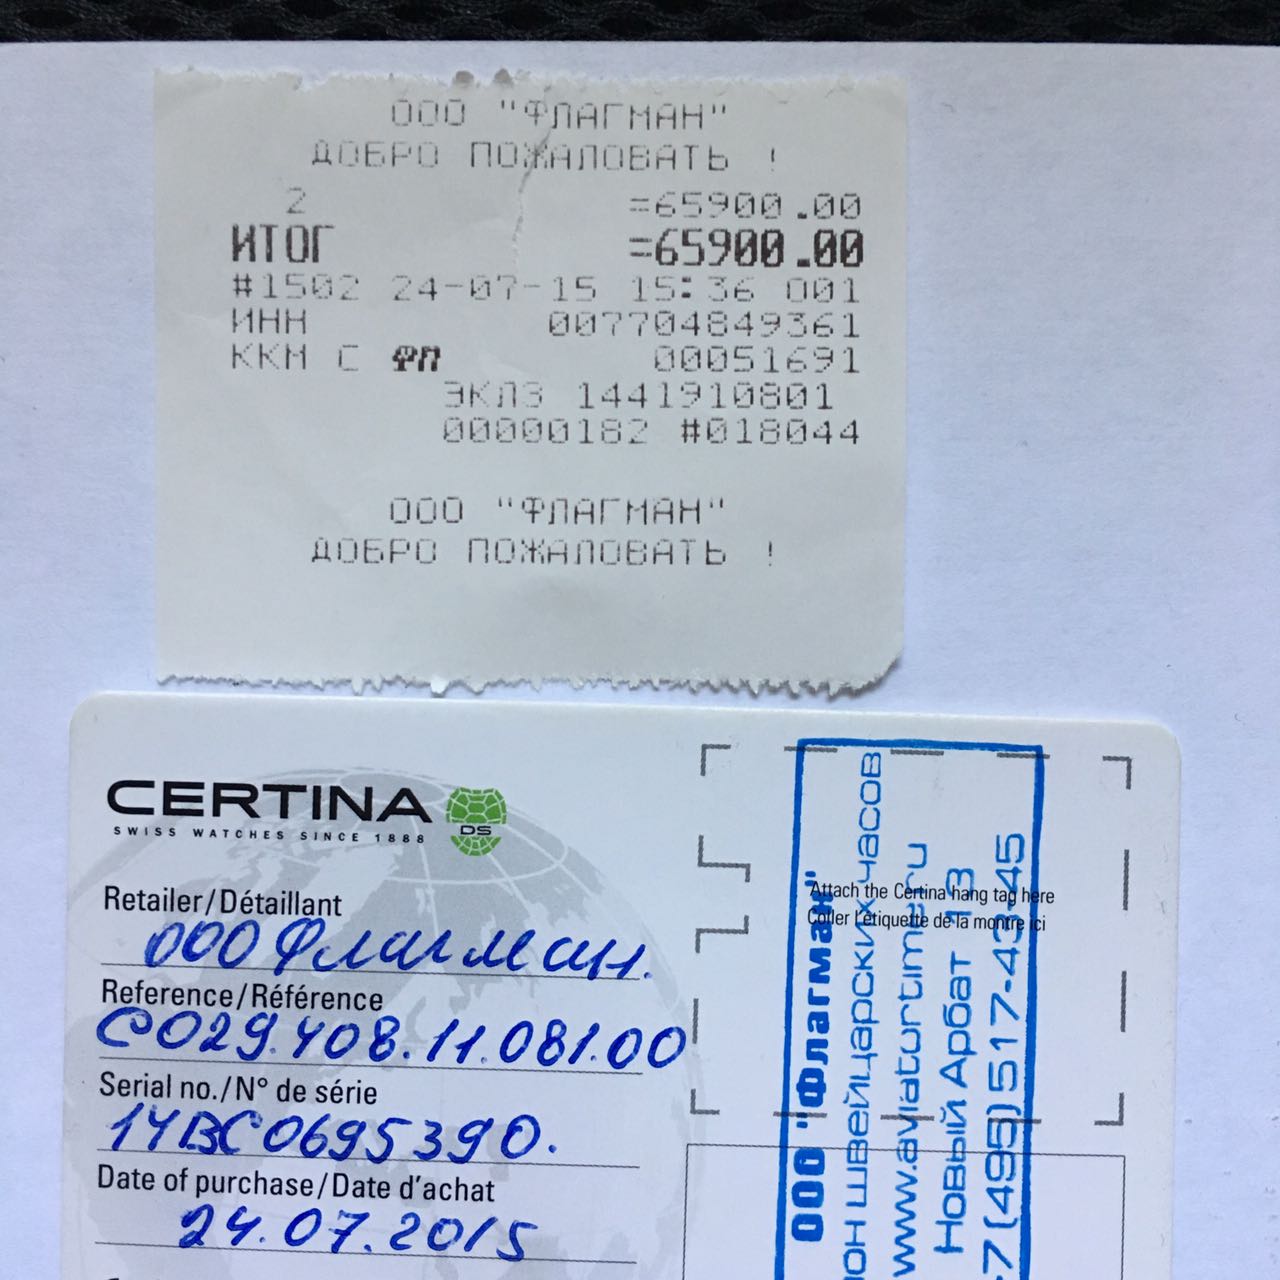 ООО "ФЛАГМАН"
ДОБРО ПОЖАЛОВАТЬ !
2 =65900.00
ИТОГ =65900.00
#1502 24-07-15 15:36 001
ИНН 007704849361
ККМ С ФП 00051691
ЭКЛЗ 1441910801
00000182 #018044
ООО "ФЛАГМАН"
ДОБРО ПОЖАЛОВАТЬ !
CERTINA
DS
SWISS WATCHES SINCE 1888
Retailer/Détaillant
ООО Флагман.
Reference/Référence
C029.408.11.081.00
Serial no./N° de série
14BC0695390.
Date of purchase/Date d'achat
24.07.2015
Attach the Certina hang tag here
Coller l'étiquette de la montre ici
ООО "Флагман"
швейцарских часов
www.aviaturtime.ru
Новый Арбат 13
7 (495) 517-43-45